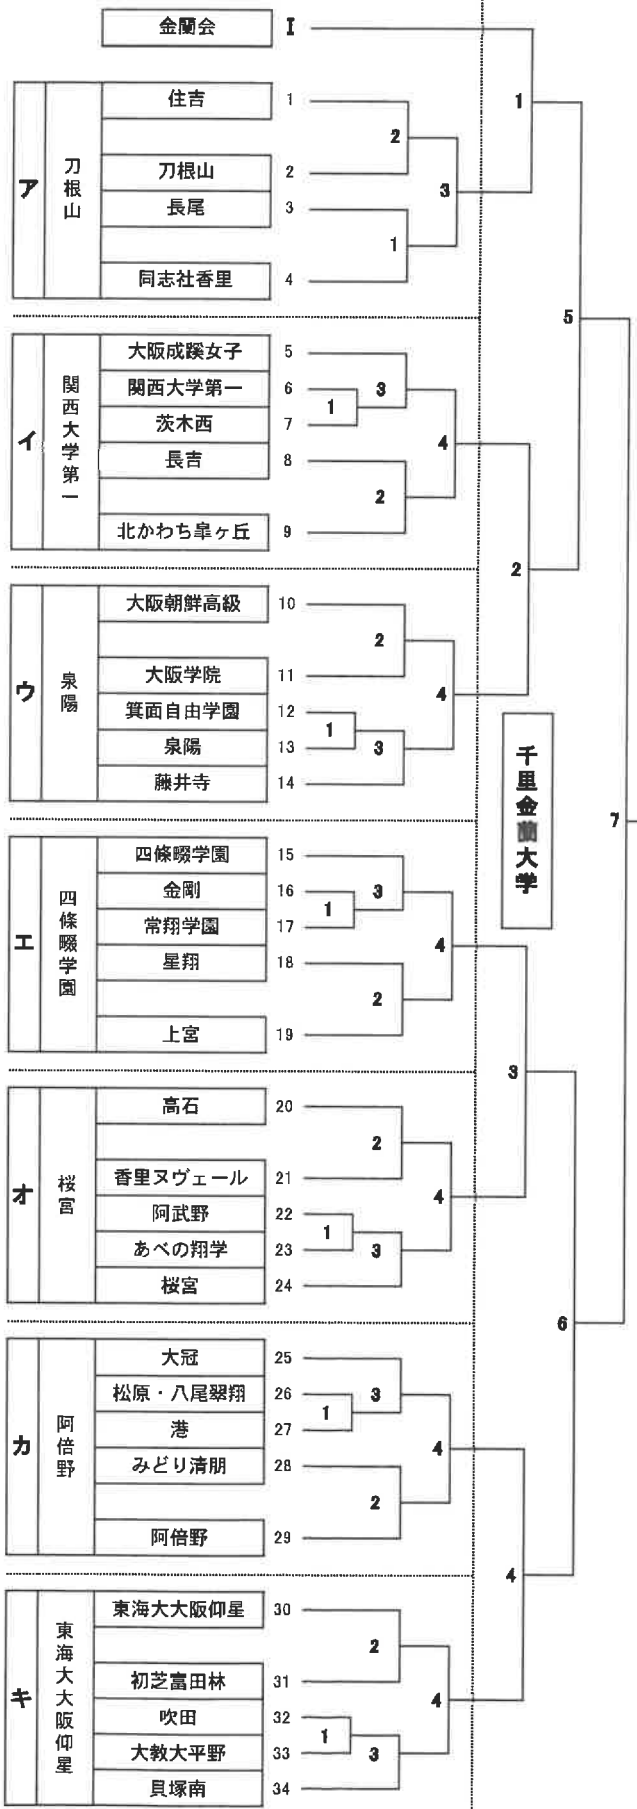 金蘭会 I
1
ア
刀根山
住吉 1
2
刀根山 2
長尾 3
3
1
同志社香里 4
5
イ
関西大学第一
大阪成蹊女子 5
関西大学第一 6
3
1
茨木西 7
4
長吉 8
2
北かわち皐ヶ丘 9
2
ウ
泉陽
大阪朝鮮高級 10
2
大阪学院 11
4
箕面自由学園 12
1
泉陽 13
3
藤井寺 14
千里金蘭大学
7
エ
四條畷学園
四條畷学園 15
金剛 16
3
1
常翔学園 17
4
星翔 18
2
上宮 19
3
オ
桜宮
高石 20
2
香里ヌヴェール 21
4
阿武野 22
1
あべの翔学 23
3
桜宮 24
6
カ
阿倍野
大冠 25
松原・八尾翠翔 26
3
1
港 27
4
みどり清朋 28
2
阿倍野 29
4
キ
東海大大阪仰星
東海大大阪仰星 30
2
初芝富田林 31
4
吹田 32
1
大教大平野 33
3
貝塚南 34